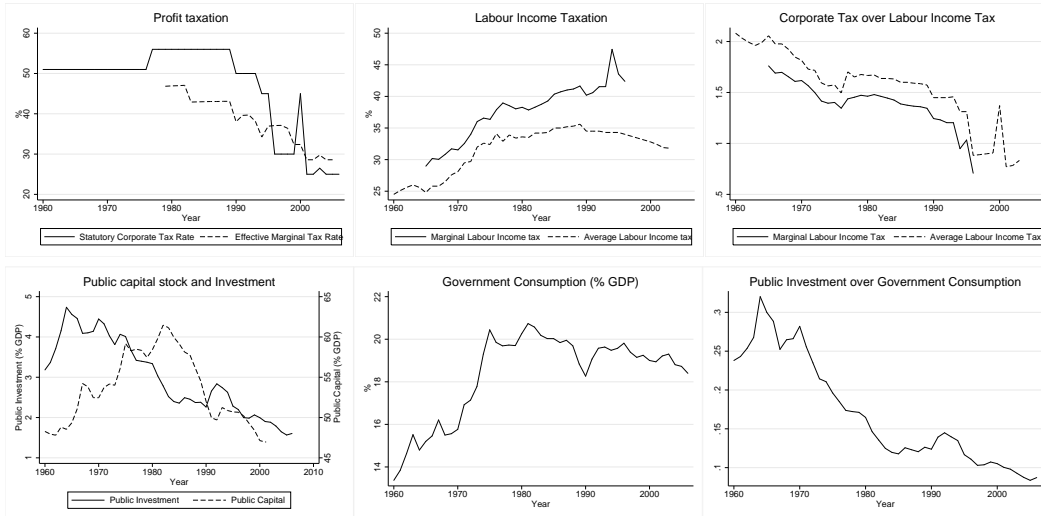 Profit taxation
60
50
%
40
30
20
1960 1970 1980 1990 2000
Year
Statutory Corporate Tax Rate Effective Marginal Tax Rate
Labour Income Taxation
50
45
40
%
35
30
25
1960 1970 1980 1990 2000
Year
Marginal Labour Income tax Average Labour Income tax
Corporate Tax over Labour Income Tax
2
1.5
1
.5
1960 1970 1980 1990 2000
Year
Marginal Labour Income Tax Average Labour Income Tax
Public capital stock and Investment
Public Investment (% GDP)
5
4
3
2
1
65
60
55
50
45
Public Capital (% GDP)
1960 1970 1980 1990 2000 2010
Year
Public Investment Public Capital
Government Consumption (% GDP)
22
20
18
%
16
14
1960 1970 1980 1990 2000
Year
Public Investment over Government Consumption
.3
.25
.2
.15
.1
1960 1970 1980 1990 2000
Year